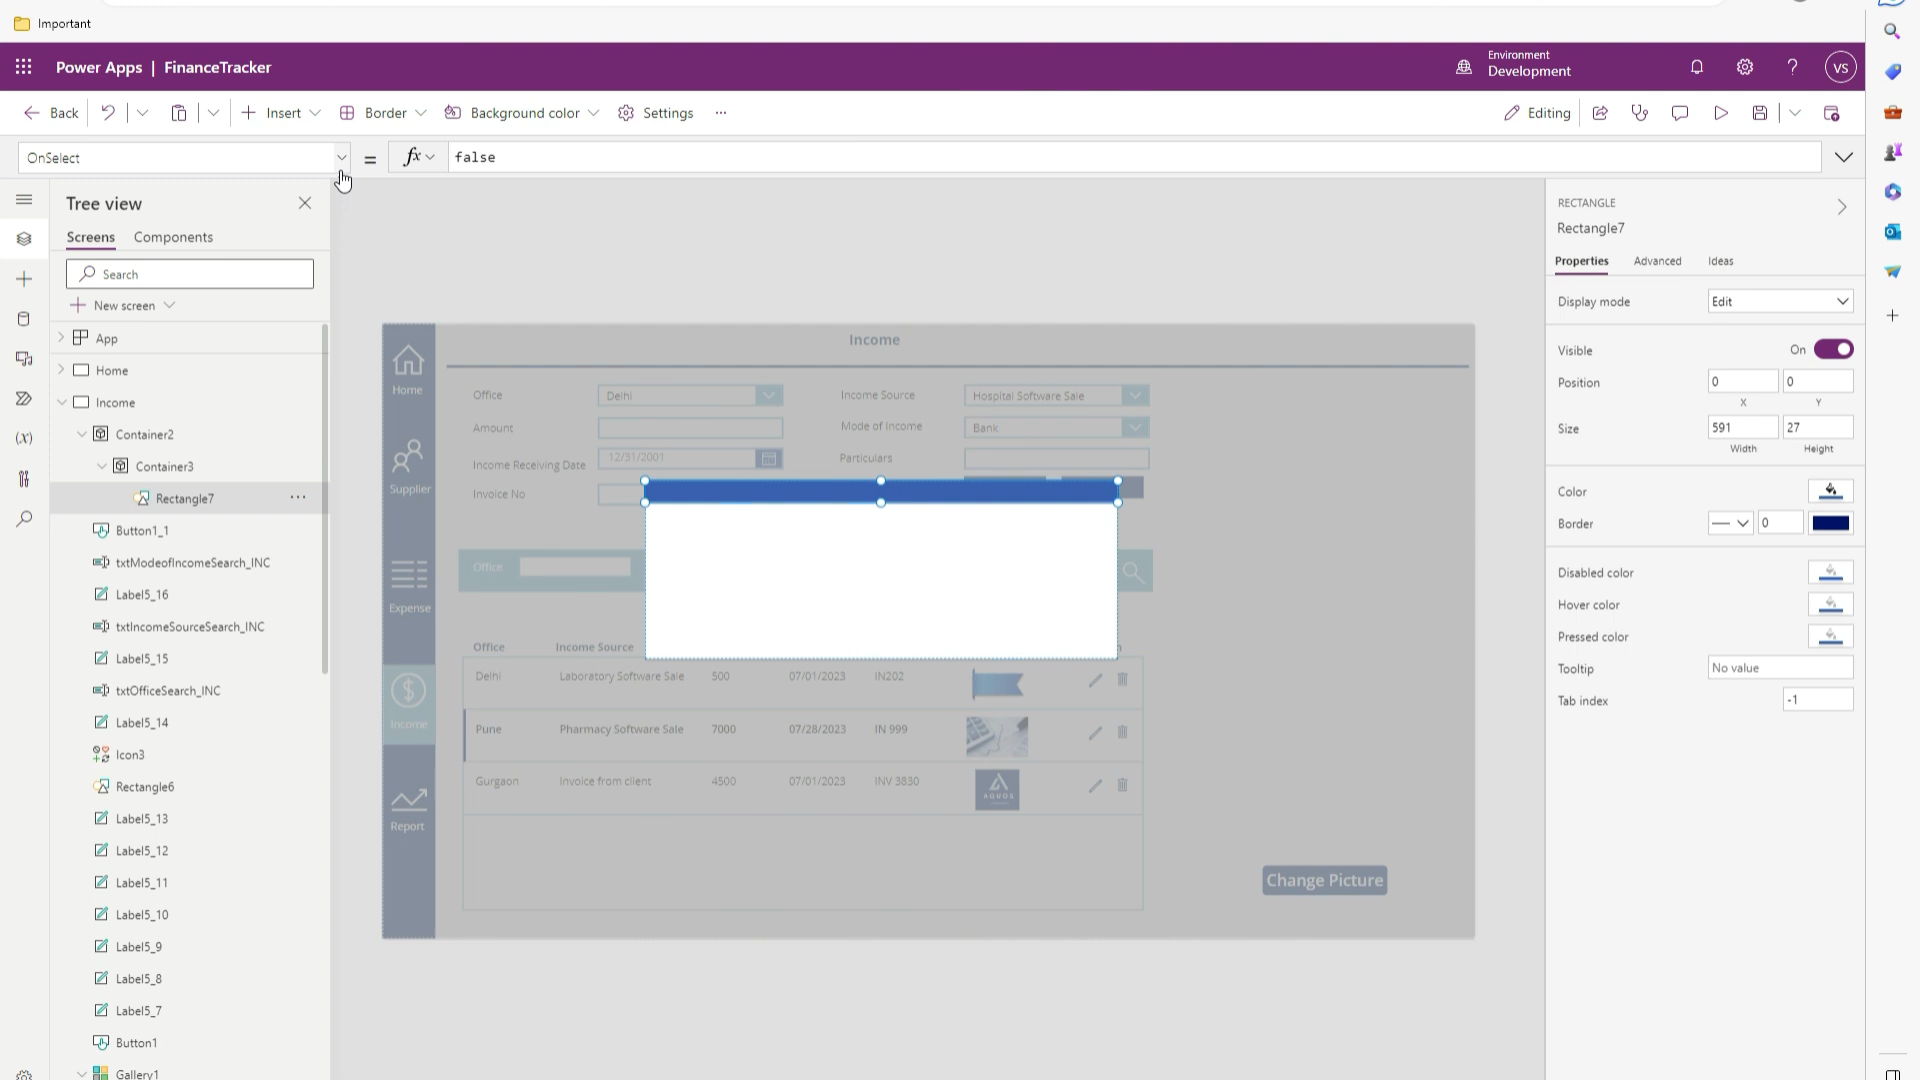 Important
Power Apps | FinanceTracker
Environment
Development
VS
Back
Insert
Border
Background color
Settings
Editing
OnSelect
=
fx
false
Tree view
Screens
Components
Search
New screen
App
Home
Income
Container2
Container3
Rectangle7
Button1_1
txtModeofIncomeSearch_INC
Label5_16
txtIncomeSourceSearch_INC
Label5_15
txtOfficeSearch_INC
Label5_14
Icon3
Rectangle6
Label5_13
Label5_12
Label5_11
Label5_10
Label5_9
Label5_8
Label5_7
Button1
Gallery1
Home
Supplier
Expense
Income
Report
Income
Office
Delhi
Income Source
Hospital Software Sale
Amount
Mode of Income
Bank
Income Receiving Date
12/31/2001
Particulars
Invoice No
Office
Office Income Source
Delhi Laboratory Software Sale 500 07/01/2023 IN202
Pune Pharmacy Software Sale 7000 07/28/2023 IN 999
Gurgaon Invoice from client 4500 07/01/2023 INV 3830
AQUOS
Change Picture
RECTANGLE
Rectangle7
Properties
Advanced
Ideas
Display mode
Edit
Visible
On
Position
0
0
X
Y
Size
591
27
Width
Height
Color
Border
0
Disabled color
Hover color
Pressed color
Tooltip
No value
Tab index
-1